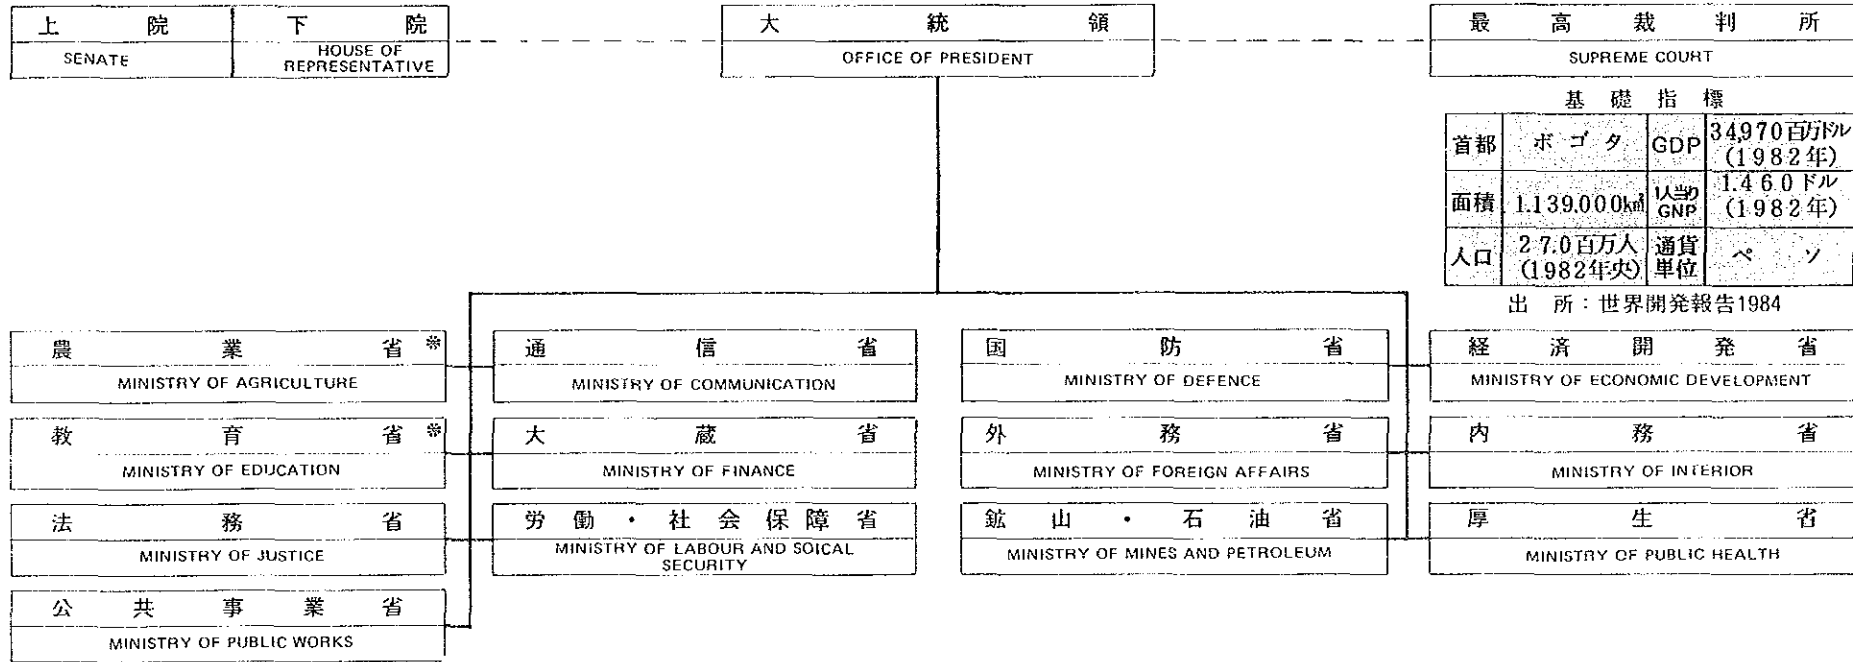 上院 下院 大統領 最高裁判所
SENATE HOUSE OF REPRESENTATIVE OFFICE OF PRESIDENT SUPREME COURT
基礎指標
首都 ボゴタ GDP 34,970百万ドル (1982年)
面積 1.139.000km² 1人当り GNP 1.460ドル (1982年)
人口 27.0百万人 (1982年央) 通貨単位 ペソ
出所：世界開発報告1984
農業省※ 通信省 国防省 経済開発省
MINISTRY OF AGRICULTURE MINISTRY OF COMMUNICATION MINISTRY OF DEFENCE MINISTRY OF ECONOMIC DEVELOPMENT
教育省※ 大蔵省 外務省 内務省
MINISTRY OF EDUCATION MINISTRY OF FINANCE MINISTRY OF FOREIGN AFFAIRS MINISTRY OF INTERIOR
法務省 労働・社会保障省 鉱山・石油省 厚生省
MINISTRY OF JUSTICE MINISTRY OF LABOUR AND SOICAL SECURITY MINISTRY OF MINES AND PETROLEUM MINISTRY OF PUBLIC HEALTH
公共事業省
MINISTRY OF PUBLIC WORKS